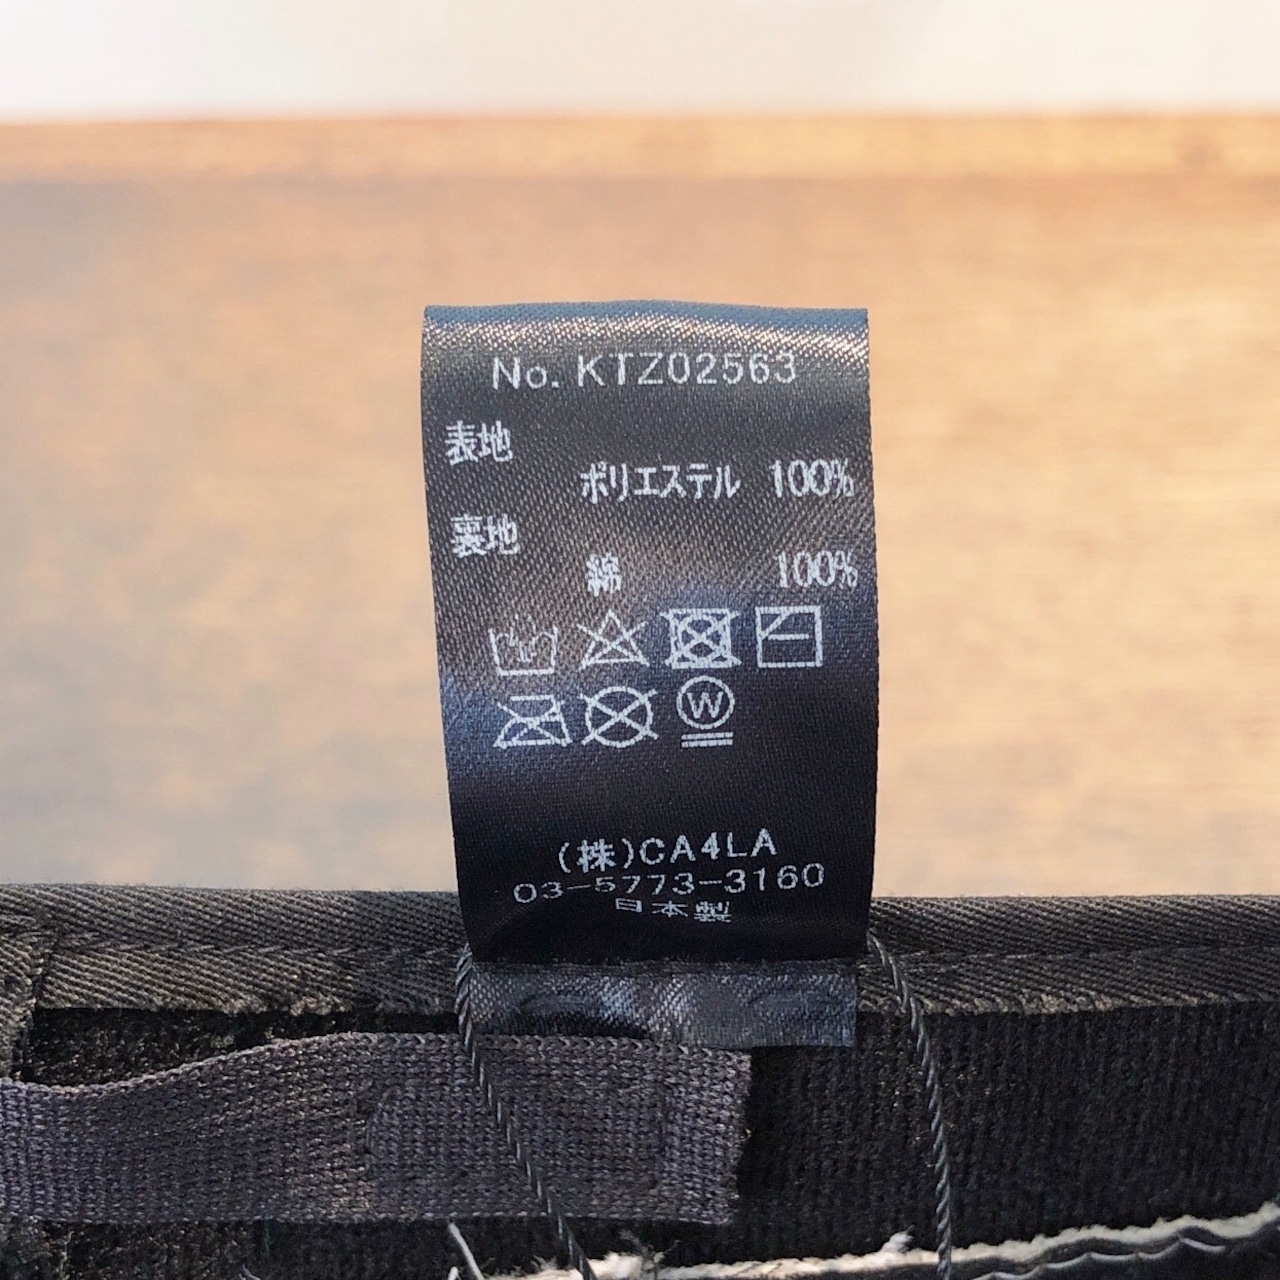 No. KTZ02563
表地
ポリエステル 100%
裏地
綿 100%
W
(株)CA4LA
03-5773-3160
日本製